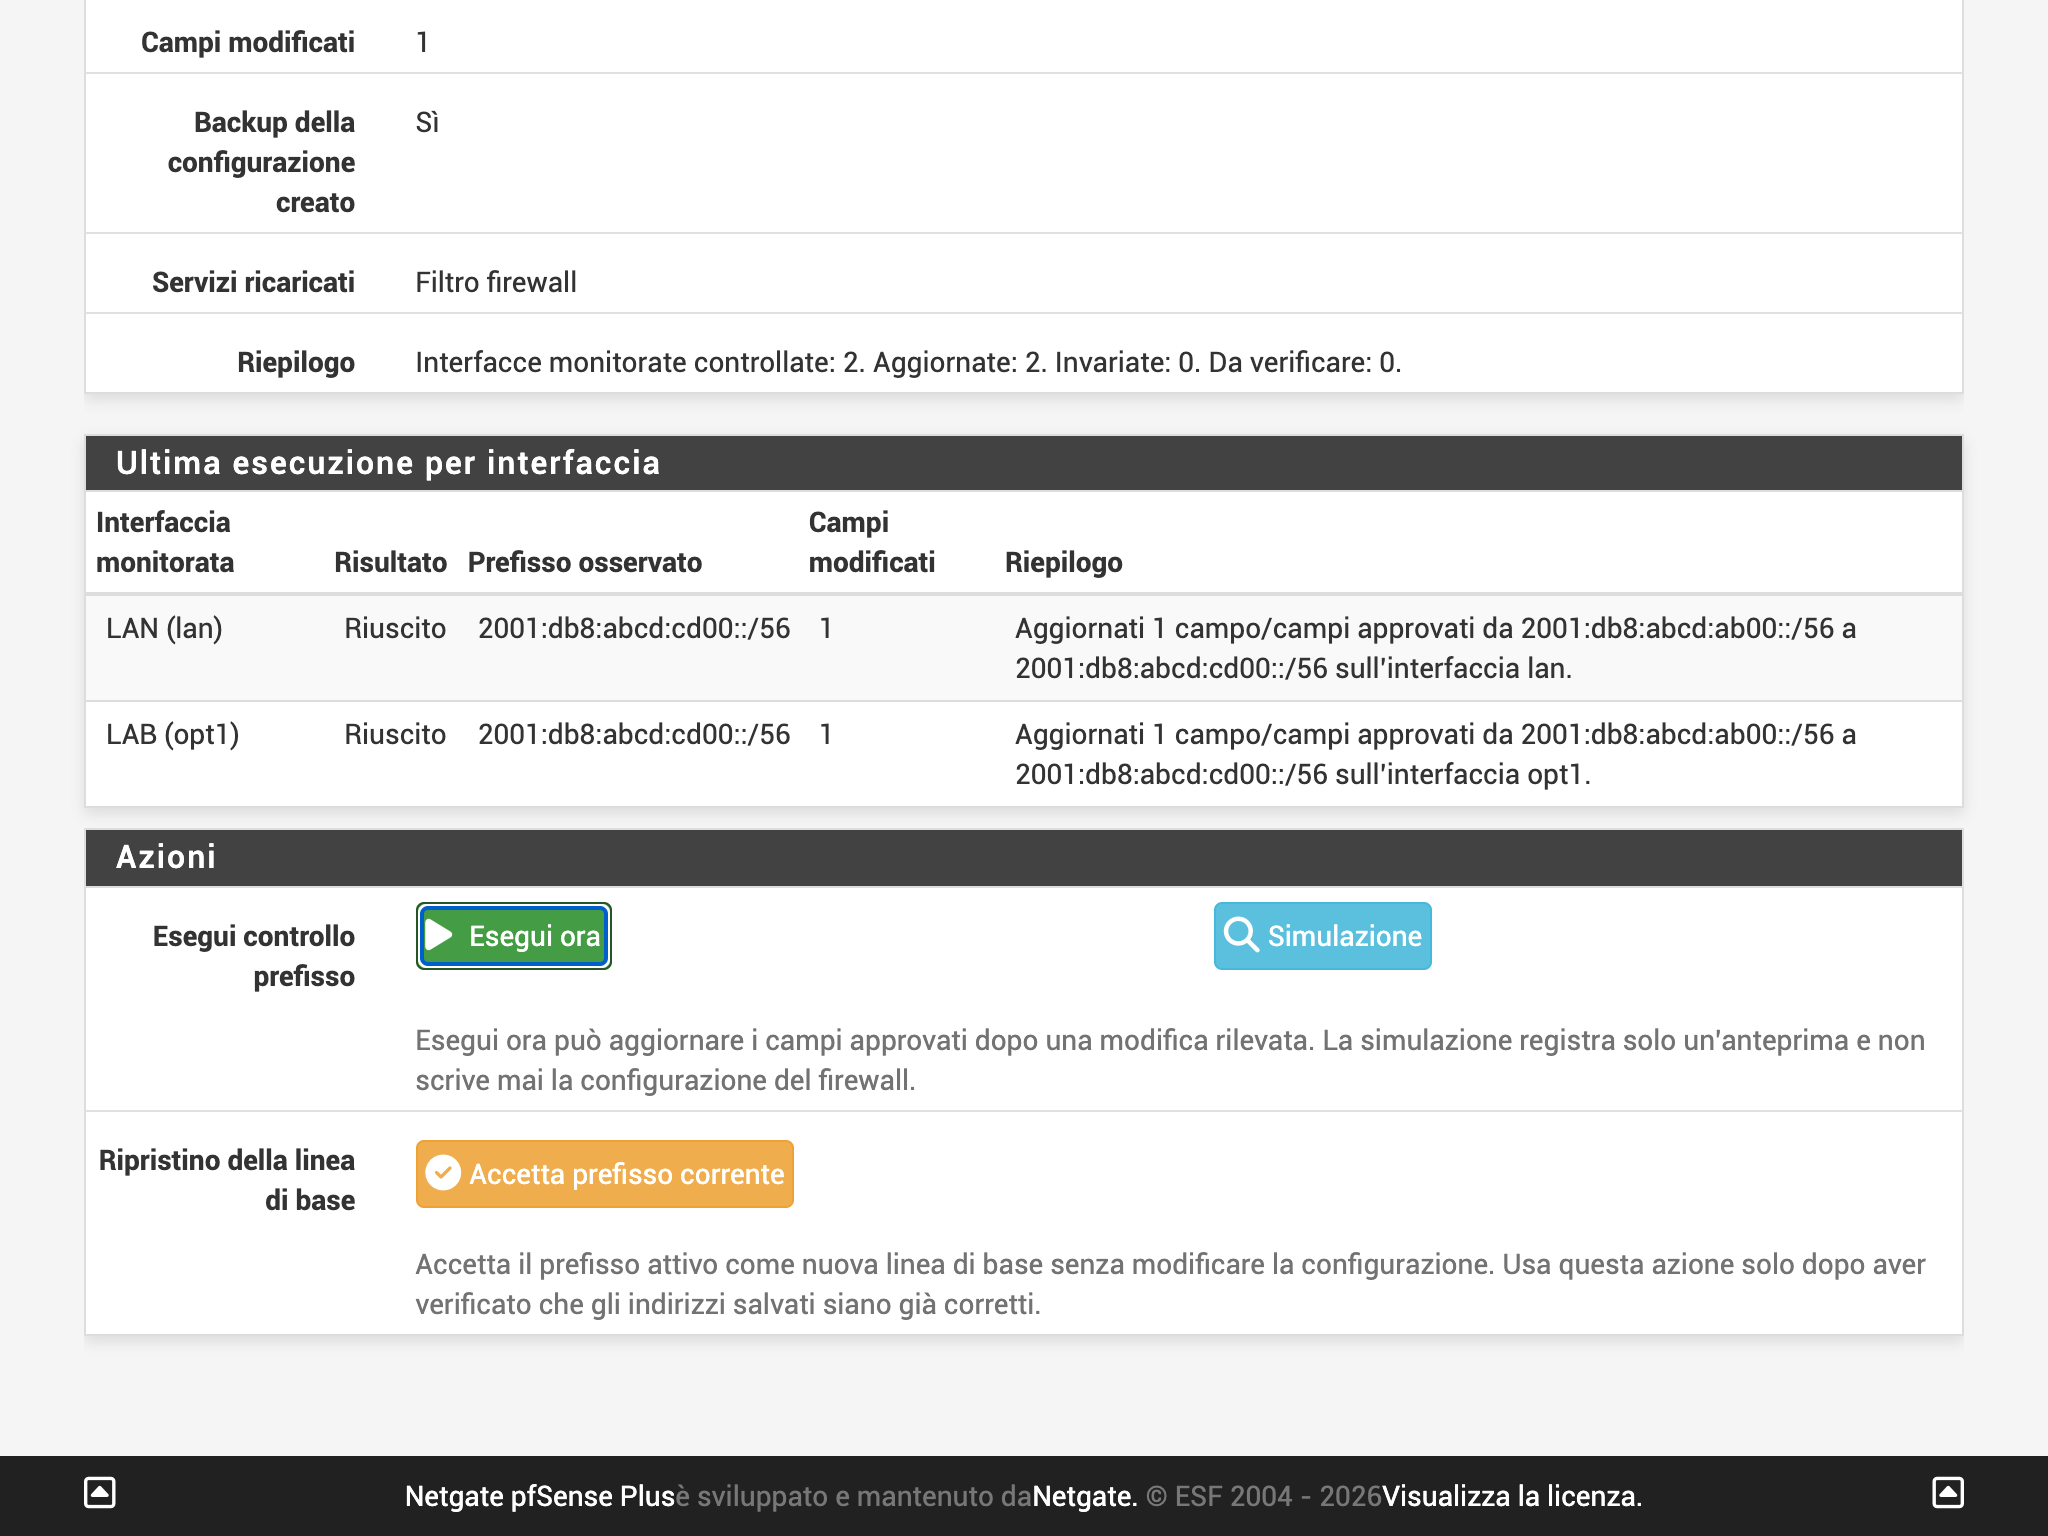 Campi modificati 1
Backup della Sì
configurazione
creato
Servizi ricaricati Filtro firewall
Riepilogo Interfacce monitorate controllate: 2. Aggiornate: 2. Invariate: 0. Da verificare: 0.
Ultima esecuzione per interfaccia
Interfaccia Campi
monitorata Risultato Prefisso osservato modificati Riepilogo
LAN (lan) Riuscito 2001:db8:abcd:cd00::/56 1 Aggiornati 1 campo/campi approvati da 2001:db8:abcd:ab00::/56 a
2001:db8:abcd:cd00::/56 sull'interfaccia lan.
LAB (opt1) Riuscito 2001:db8:abcd:cd00::/56 1 Aggiornati 1 campo/campi approvati da 2001:db8:abcd:ab00::/56 a
2001:db8:abcd:cd00::/56 sull'interfaccia opt1.
Azioni
Esegui controllo Esegui ora Simulazione
prefisso
Esegui ora può aggiornare i campi approvati dopo una modifica rilevata. La simulazione registra solo un'anteprima e non
scrive mai la configurazione del firewall.
Ripristino della linea Accetta prefisso corrente
di base
Accetta il prefisso attivo come nuova linea di base senza modificare la configurazione. Usa questa azione solo dopo aver
verificato che gli indirizzi salvati siano già corretti.
Netgate pfSense Plusè sviluppato e mantenuto daNetgate. © ESF 2004 - 2026Visualizza la licenza.